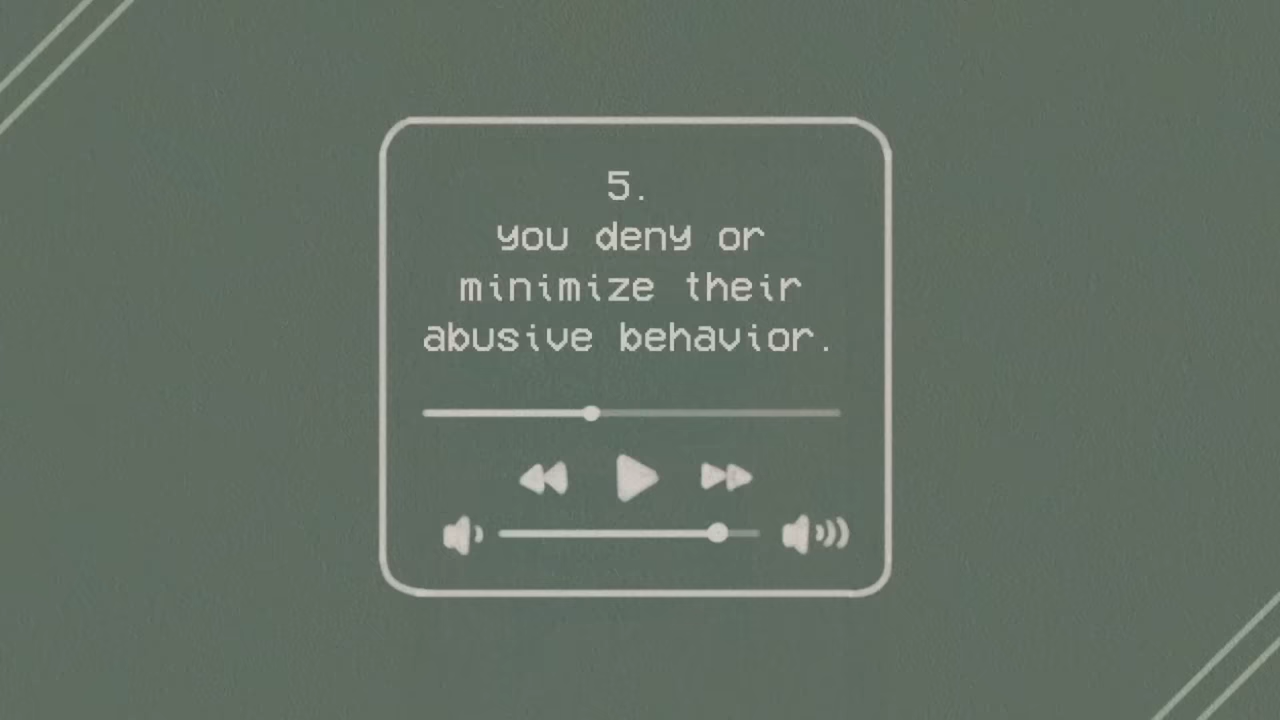 5.
you deny or
minimize their
abusive behavior.